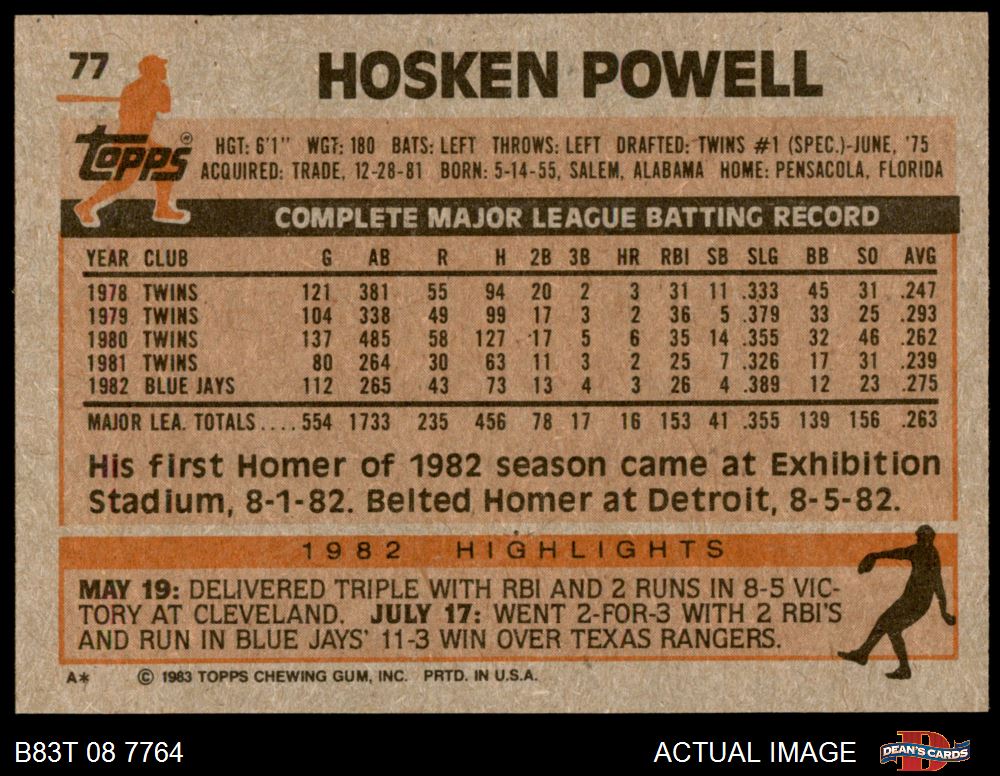 77
HOSKEN POWELL
Topps®
HGT: 6'1" WGT: 180 BATS: LEFT THROWS: LEFT DRAFTED: TWINS #1 (SPEC.)-JUNE, '75
ACQUIRED: TRADE, 12-28-81 BORN: 5-14-55, SALEM, ALABAMA HOME: PENSACOLA, FLORIDA
COMPLETE MAJOR LEAGUE BATTING RECORD
YEAR CLUB G AB R H 2B 3B HR RBI SB SLG BB SO AVG
1978 TWINS 121 381 55 94 20 2 3 31 11 .333 45 31 .247
1979 TWINS 104 338 49 99 17 3 2 36 5 .379 33 25 .293
1980 TWINS 137 485 58 127 17 5 6 35 14 .355 32 46 .262
1981 TWINS 80 264 30 63 11 3 2 25 7 .326 17 31 .239
1982 BLUE JAYS 112 265 43 73 13 4 3 26 4 .389 12 23 .275
MAJOR LEA. TOTALS.... 554 1733 235 456 78 17 16 153 41 .355 139 156 .263
His first Homer of 1982 season came at Exhibition
Stadium, 8-1-82. Belted Homer at Detroit, 8-5-82.
1982 HIGHLIGHTS
MAY 19: DELIVERED TRIPLE WITH RBI AND 2 RUNS IN 8-5 VIC-
TORY AT CLEVELAND. JULY 17: WENT 2-FOR-3 WITH 2 RBI'S
AND RUN IN BLUE JAYS' 11-3 WIN OVER TEXAS RANGERS.
A* © 1983 TOPPS CHEWING GUM, INC. PRTD. IN U.S.A.
B83T 08 7764 ACTUAL IMAGE D DEAN'S CARDS